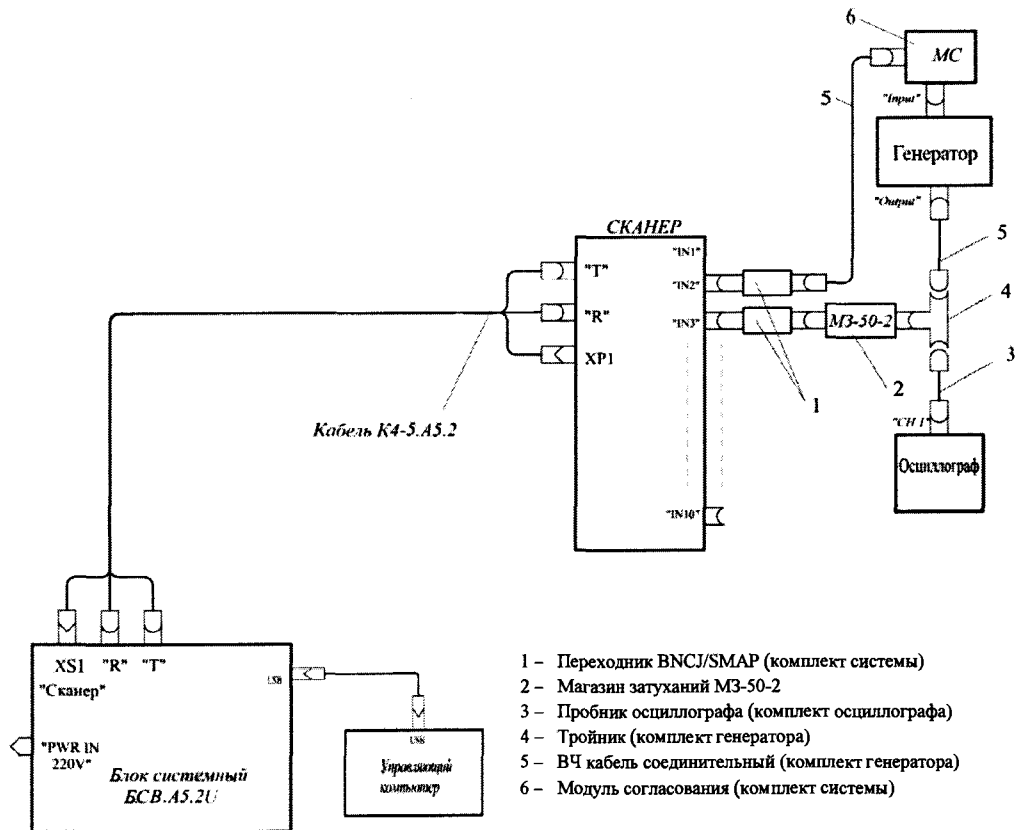 6
МС
5
"Input"
Генератор
"Output"
СКАНЕР
5
"IN1"
"T"
"IN2"
4
"R"
"IN3"
МЗ-50-2
XP1
3
1
2
Кабель К4-5.А5.2
"CH 1"
Осциллограф
"IN10"
XS1 "R" "T"
"Сканер"
USB
"PWR IN
220V"
USB
Блок системный
БСВ.А5.2U
Управляющий
компьютер
1 – Переходник BNCJ/SMAP (комплект системы)
2 – Магазин затуханий МЗ-50-2
3 – Пробник осциллографа (комплект осциллографа)
4 – Тройник (комплект генератора)
5 – ВЧ кабель соединительный (комплект генератора)
6 – Модуль согласования (комплект системы)